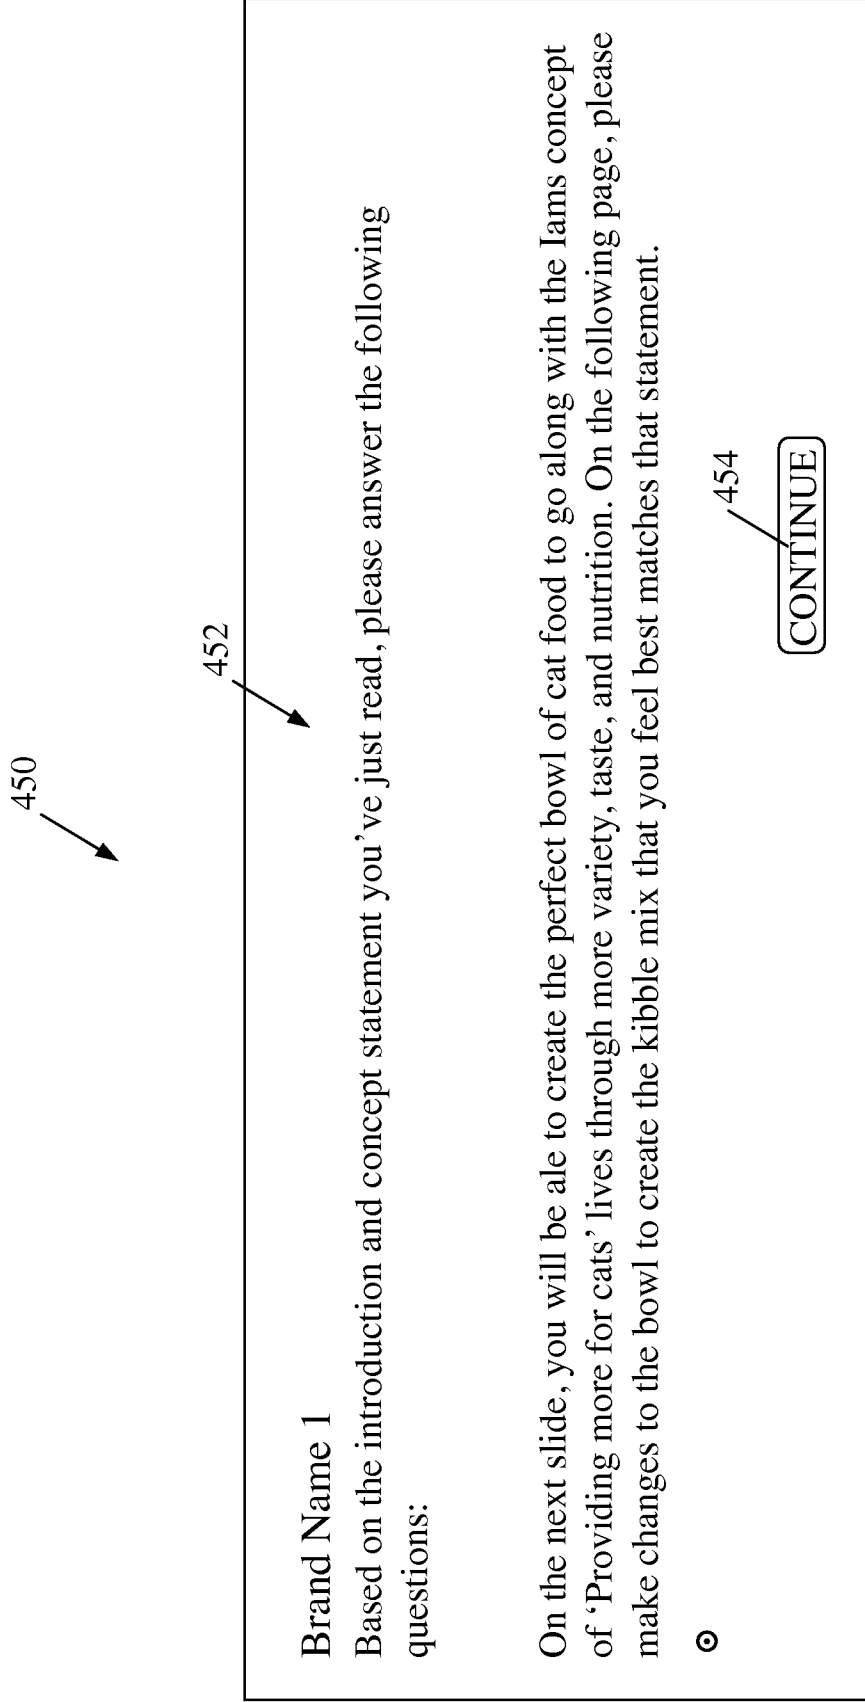 450
452
Brand Name 1
Based on the introduction and concept statement you've just read, please answer the following
questions:
On the next slide, you will be ale to create the perfect bowl of cat food to go along with the Iams concept
of ‘Providing more for cats’ lives through more variety, taste, and nutrition. On the following page, please
make changes to the bowl to create the kibble mix that you feel best matches that statement.
454
CONTINUE